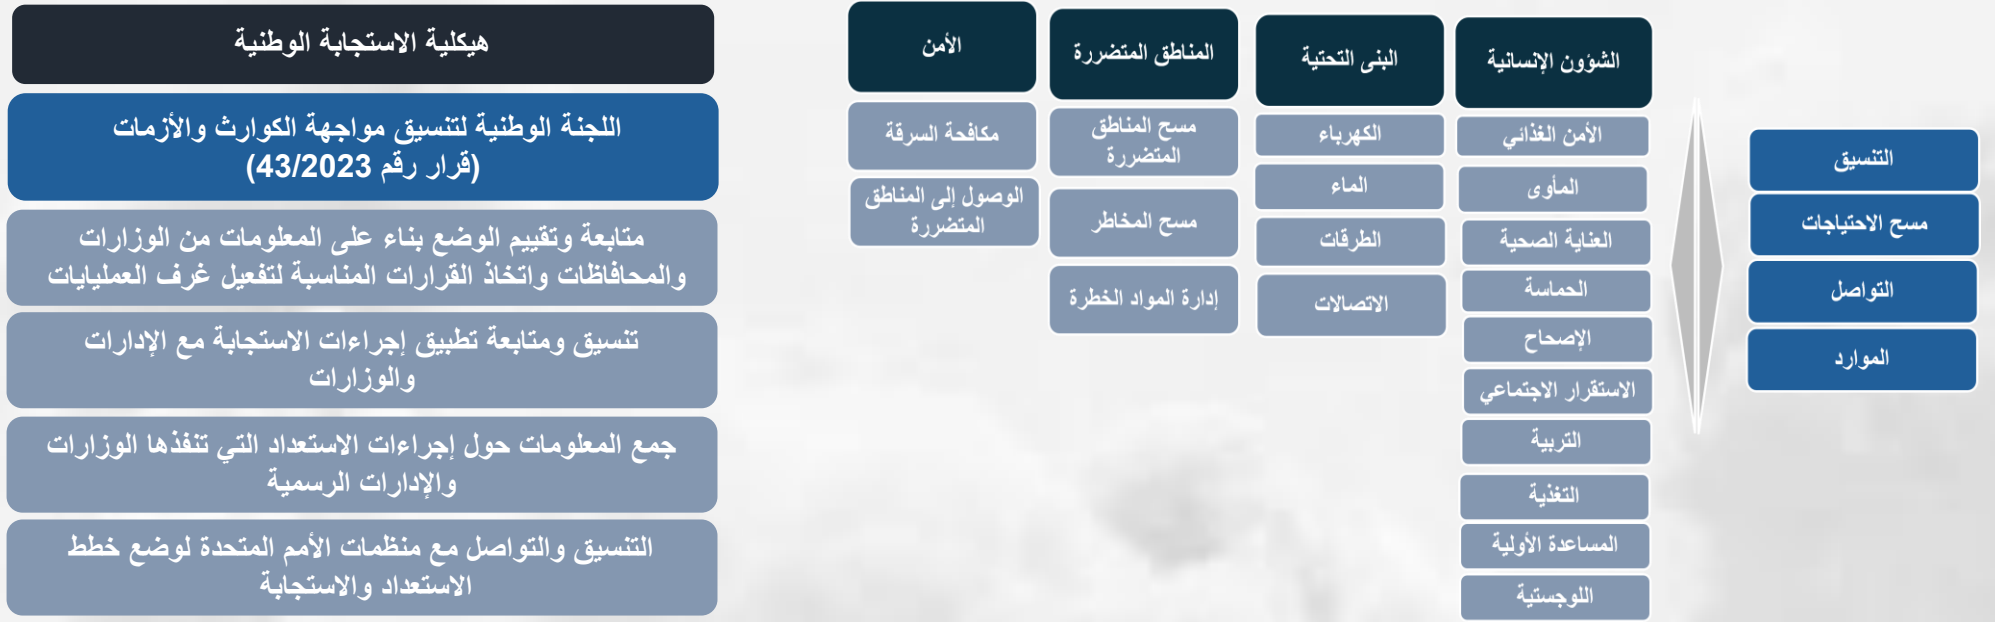 هيكلية الاستجابة الوطنية
اللجنة الوطنية لتنسيق مواجهة الكوارث والأزمات
(قرار رقم 43/2023)
متابعة وتقييم الوضع بناء على المعلومات من الوزارات
والمحافظات واتخاذ القرارات المناسبة لتفعيل غرف العمليايات
تنسيق ومتابعة تطبيق إجراءات الاستجابة مع الإدارات
والوزارات
جمع المعلومات حول إجراءات الاستعداد التي تنفذها الوزارات
والإدارات الرسمية
التنسيق والتواصل مع منظمات الأمم المتحدة لوضع خطط
الاستعداد والاستجابة
التنسيق
مسح الاحتياجات
التواصل
الموارد
الشؤون الإنسانية
الأمن الغذائي
المأوى
العناية الصحية
الحماسة
الإصحاح
الاستقرار الاجتماعي
التربية
التغذية
المساعدة الأولية
اللوجستية
البنى التحتية
الكهرباء
الماء
الطرقات
الاتصالات
المناطق المتضررة
مسح المناطق
المتضررة
مسح المخاطر
إدارة المواد الخطرة
الأمن
مكافحة السرقة
الوصول إلى المناطق
المتضررة